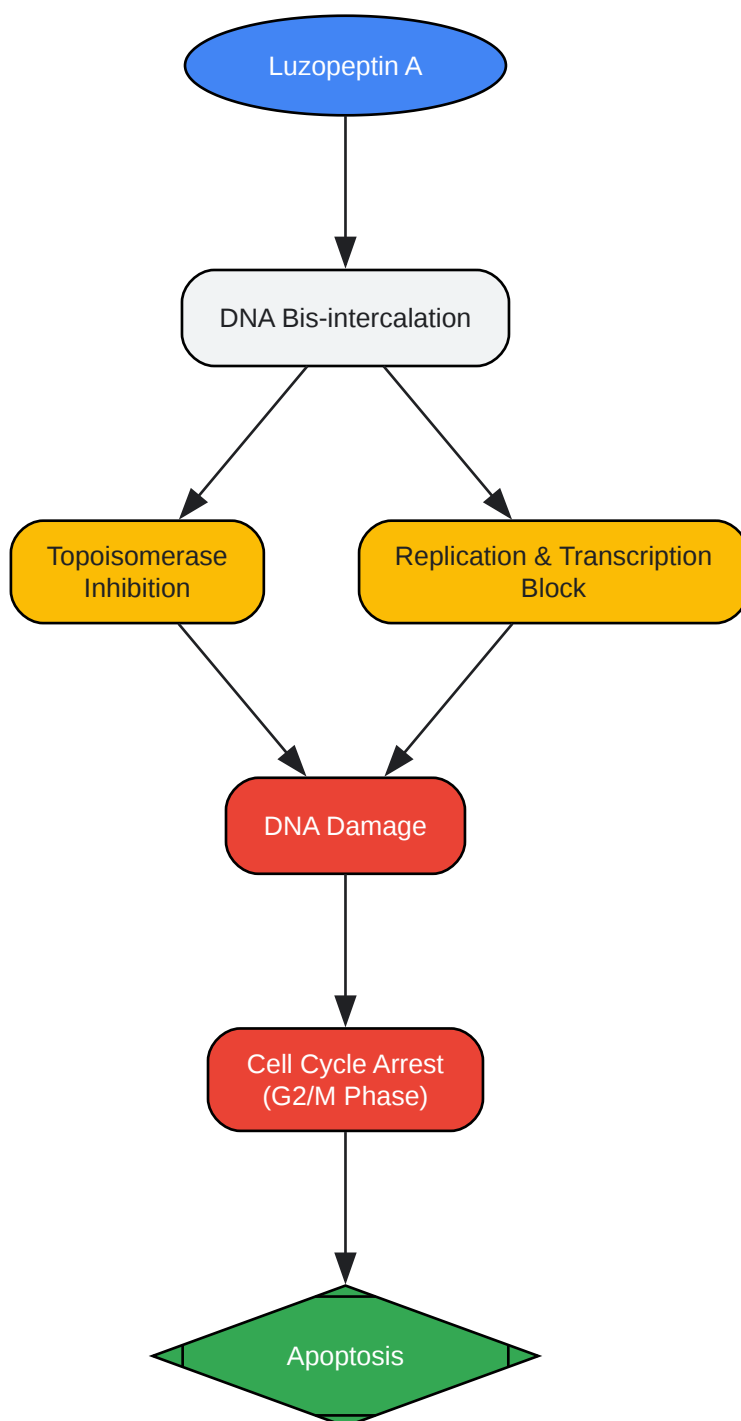 Luzopeptin A
DNA Bis-intercalation
Topoisomerase
Inhibition
Replication & Transcription
Block
DNA Damage
Cell Cycle Arrest
(G2/M Phase)
Apoptosis